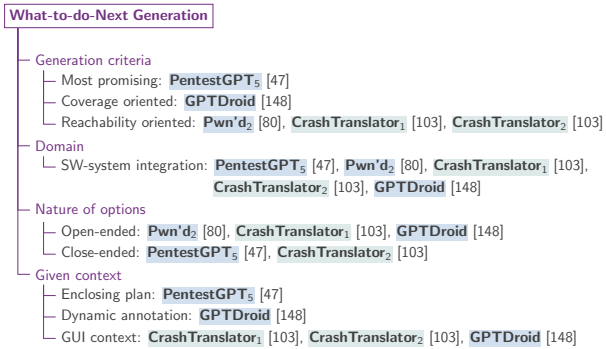 What-to-do-Next Generation
Generation criteria
Most promising: PentestGPT5 [47]
Coverage oriented: GPTDroid [148]
Reachability oriented: Pwn'd2 [80], CrashTranslator1 [103], CrashTranslator2 [103]
Domain
SW-system integration: PentestGPT5 [47], Pwn'd2 [80], CrashTranslator1 [103],
CrashTranslator2 [103], GPTDroid [148]
Nature of options
Open-ended: Pwn'd2 [80], CrashTranslator1 [103], GPTDroid [148]
Close-ended: PentestGPT5 [47], CrashTranslator2 [103]
Given context
Enclosing plan: PentestGPT5 [47]
Dynamic annotation: GPTDroid [148]
GUI context: CrashTranslator1 [103], CrashTranslator2 [103], GPTDroid [148]